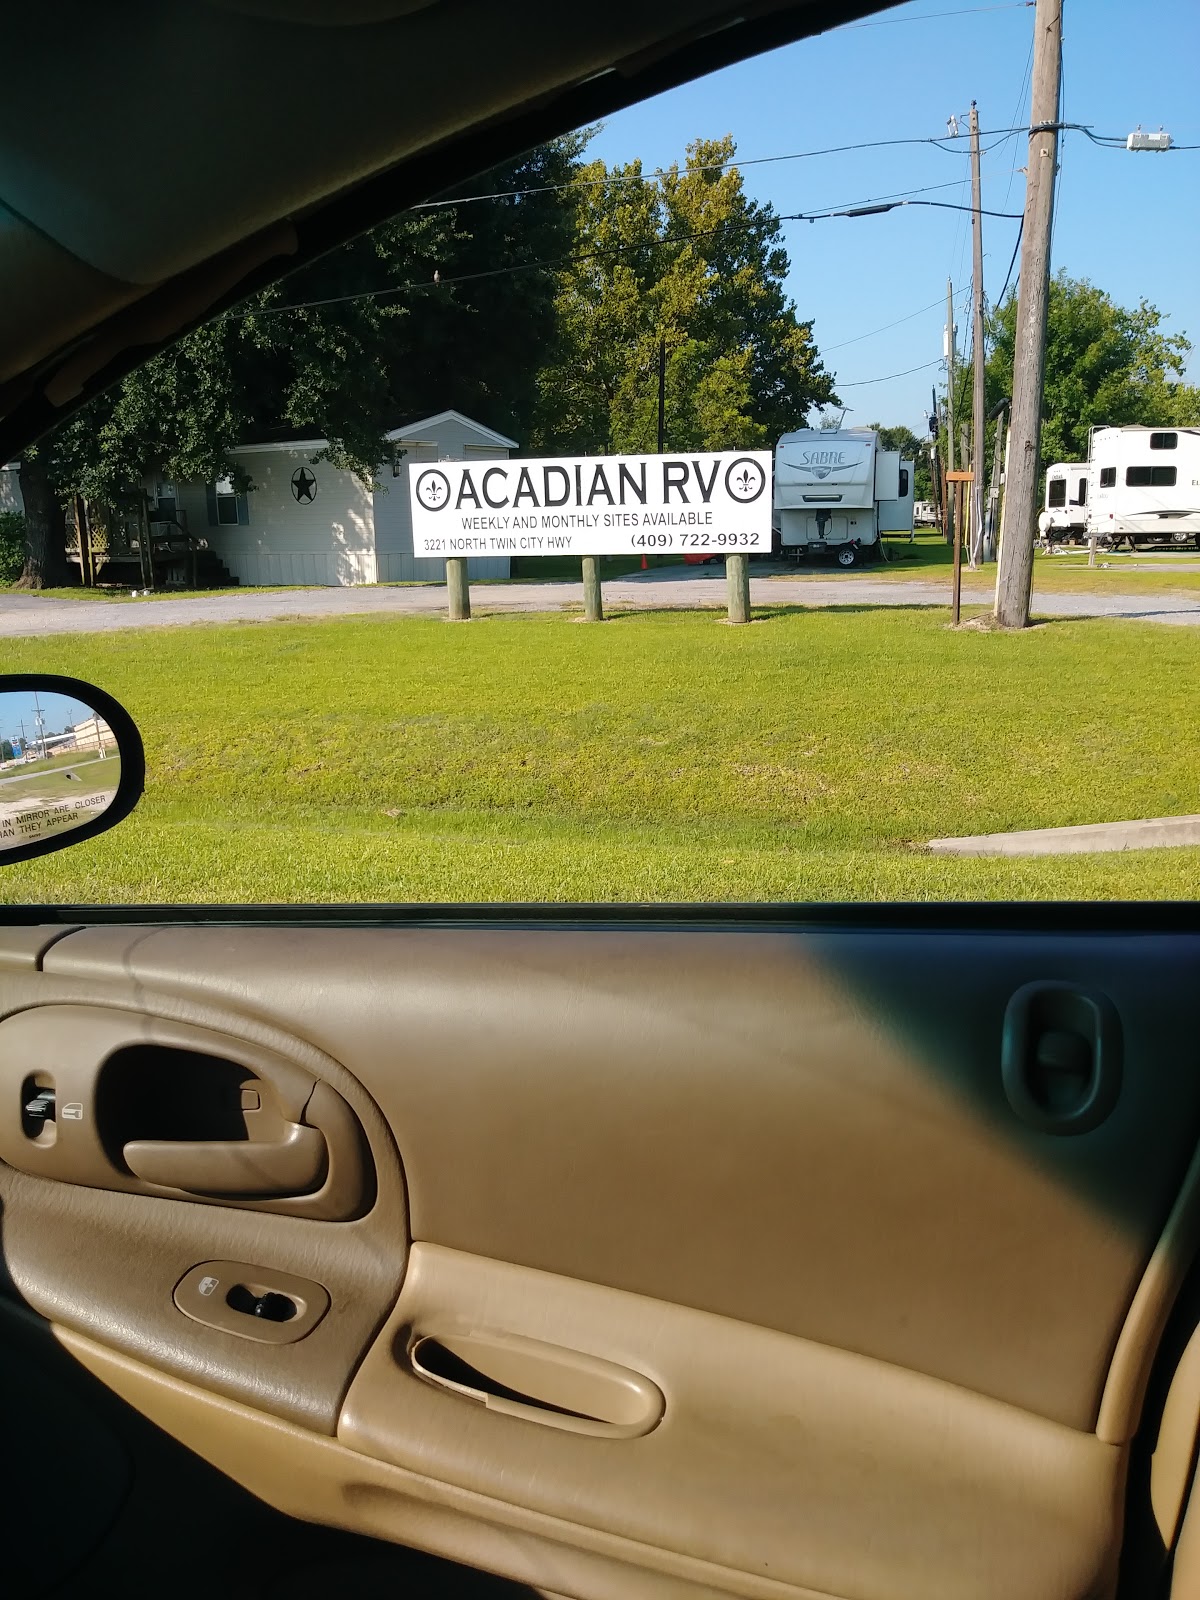 SABRE
ACADIAN RV
WEEKLY AND MONTHLY SITES AVAILABLE
3221 NORTH TWIN CITY HWY (409) 722-9932
IN MIRROR ARE CLOSER
THEY APPEAR